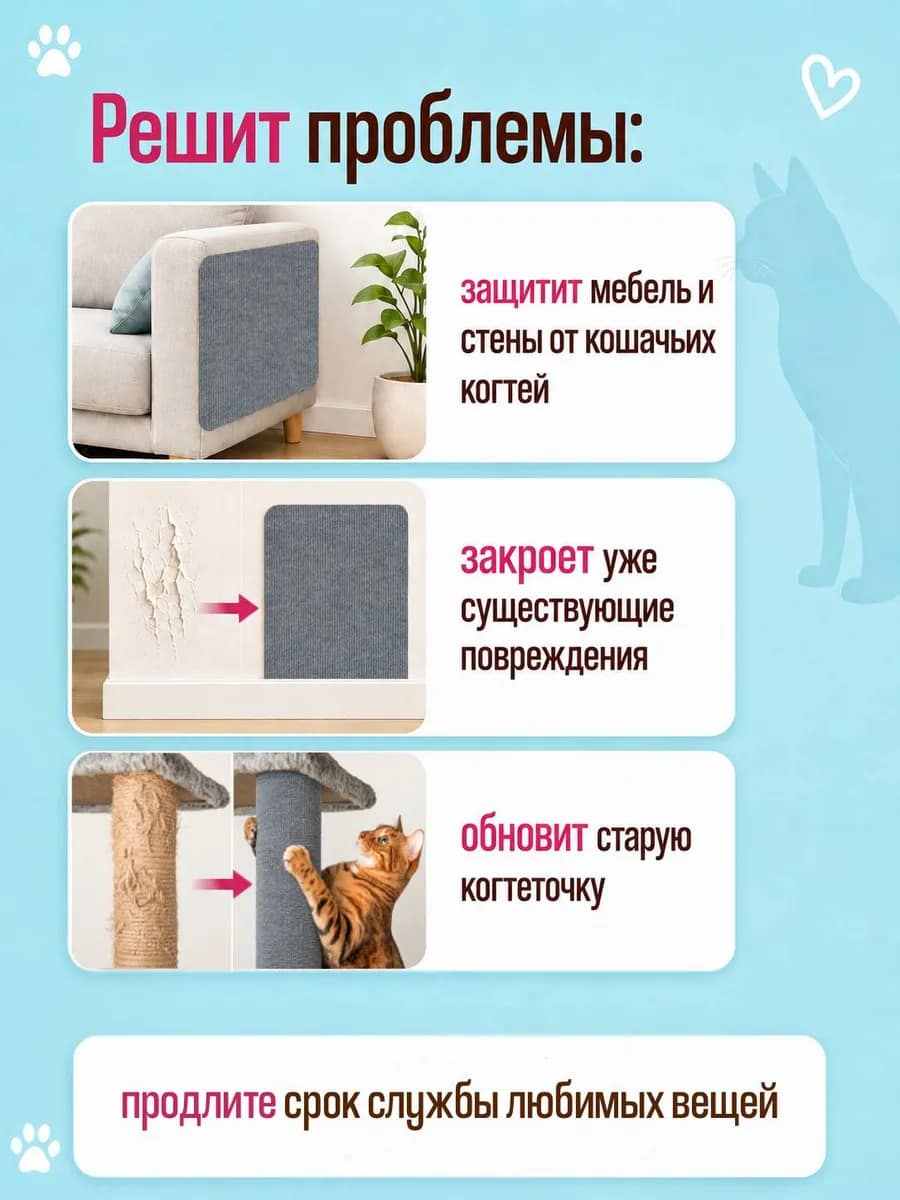 Решит проблемы:
защитит мебель и
стены от кошачьих
когтей
закроет уже
существующие
повреждения
обновит старую
когтеточку
продлите срок службы любимых вещей